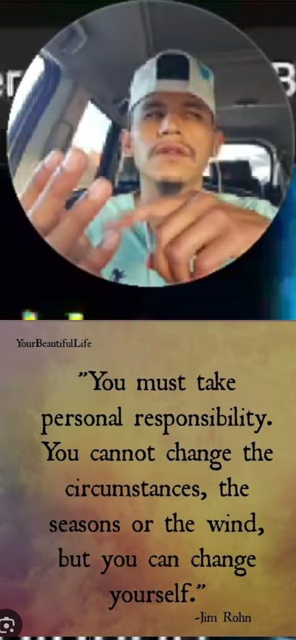 er
B
YourBeautifulLife
"You must take
personal responsibility.
You cannot change the
circumstances, the
seasons or the wind,
but you can change
yourself."
-Jim Rohn